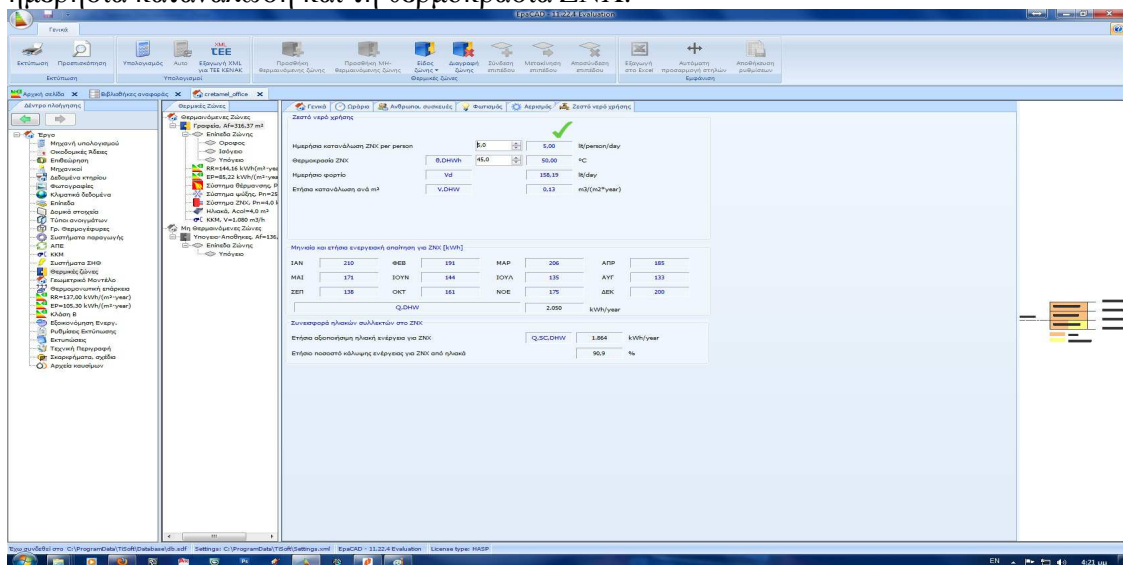 ημερήσια κατανάλωση και τη θερμοκρασία ΖΝΧ.
EpaCAD - 11.22.4 Evaluation
Γενικά
Εκτύπωση Προεπισκόπηση
Εκτύπωση
Υπολογισμός Auto Εξαγωγή XML για TEE KENAK
Υπολογισμοί
Προσθήκη Θερμαινόμενης ζώνης Προσθήκη ΜΗ-Θερμαινόμενης ζώνης Είδος ζώνης Διαγραφή ζώνης Σύνδεση επιπέδου Μετακίνηση επιπέδου Αποσύνδεση επιπέδου
Θερμικές ζώνες
Εξαγωγή στο Excel Αυτόματη προσαρμογή στηλών Αποθήκευση ρυθμίσεων
Εμφάνιση
Αρχική σελίδα Βιβλιοθήκες αναφοράς cretamel_office
Δέντρο πλοήγησης
Έργο
Μηχανή υπολογισμού
Οικοδομικές Άδειες
Επιθεώρηση
Μηχανικοί
Δεδομένα κτηρίου
Φωτογραφίες
Κλιματικά δεδομένα
Επίπεδα
Δομικά στοιχεία
Τύποι ανοιγμάτων
Γρ. Θερμογέφυρες
Συστήματα παραγωγής
ΑΠΕ
ΚΚΜ
Συστήματα ΣΗΘ
Θερμικές ζώνες
Γεωμετρικό Μοντέλο
Θερμομονωτική επάρκεια
RR=137,00 kWh/(m²·year)
EP=105,30 kWh/(m²·year)
Κλάση B
Εξοικονόμηση Ενεργ.
Ρυθμίσεις Εκτύπωσης
Εκτυπώσεις
Τεχνική Περιγραφή
Σκαριφήματα, σχέδια
Αρχεία καυσίμων
Θερμικές Ζώνες
Θερμαινόμενες Ζώνες
Γραφεία, Af=316,37 m²
Επίπεδα Ζώνης
Οροφος
Ισόγειο
Υπόγειο
RR=144,16 kWh/(m²·yea
EP=85,22 kWh/(m²·yea
Σύστημα θέρμανσης, P
Σύστημα ψύξης, Pn=25
Σύστημα ΖΝΧ, Pn=4,0 k
Ηλιακά, Acol=4,0 m²
ΚΚΜ, V=1.080 m3/h
Μη Θερμαινόμενες Ζώνες
Υπογειο-Αποθηκες, Af=136,
Επίπεδα Ζώνης
Υπόγειο
Γενικά Ωράριο Άνθρωποι, συσκευές Φωτισμός Αερισμός Ζεστό νερό χρήσης
Ζεστό νερό χρήσης
Ημερήσια κατανάλωση ΖΝΧ per person 5,0 5,00 lt/person/day
Θερμοκρασία ΖΝΧ θ,DHWh 45,0 50,00 °C
Ημερήσιο φορτίο Vd 158,19 lt/day
Ετήσια κατανάλωση ανά m² V,DHW 0,13 m3/(m2*year)
Μηνιαία και ετήσια ενεργειακή απαίτηση για ΖΝΧ [kWh]
ΙΑΝ 210 ΦΕΒ 191 ΜΑΡ 206 ΑΠΡ 185
ΜΑΙ 171 ΙΟΥΝ 144 ΙΟΥΛ 135 ΑΥΓ 133
ΣΕΠ 138 ΟΚΤ 161 ΝΟΕ 175 ΔΕΚ 200
Q,DHW 2.050 kWh/year
Συνεισφορά ηλιακών συλλεκτών στο ΖΝΧ
Ετήσια αξιοποιήσιμη ηλιακή ενέργεια για ΖΝΧ Q,SC,DHW 1.864 kWh/year
Ετήσιο ποσοστό κάλυψης ενέργειας για ΖΝΧ από ηλιακά 90,9 %
Έχω συνδεθεί στο C:\ProgramData\TiSoft\Database\db.sdf Settings: C:\ProgramData\TiSoft\Settings.xml EpaCAD - 11.22.4 Evaluation License type: HASP
EN 4:21 μμ